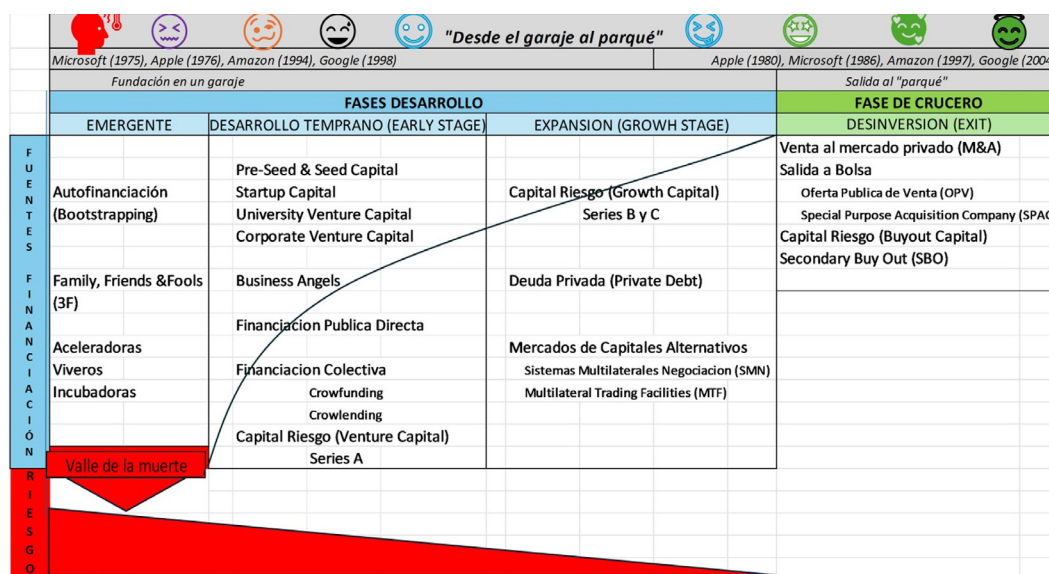 "Desde el garaje al parqué"
Microsoft (1975), Apple (1976), Amazon (1994), Google (1998)
Apple (1980), Microsoft (1986), Amazon (1997), Google (2004
Fundación en un garaje
Salida al "parqué"
FASES DESARROLLO
FASE DE CRUCERO
EMERGENTE
DESARROLLO TEMPRANO (EARLY STAGE)
EXPANSION (GROWH STAGE)
DESINVERSION (EXIT)
FUENTES FINANCIACIÓN
Autofinanciación
(Bootstrapping)
Family, Friends &Fools
(3F)
Aceleradoras
Viveros
Incubadoras
Pre-Seed & Seed Capital
Startup Capital
University Venture Capital
Corporate Venture Capital
Business Angels
Financiacion Publica Directa
Financiacion Colectiva
Crowfunding
Crowlending
Capital Riesgo (Venture Capital)
Series A
Capital Riesgo (Growth Capital)
Series B y C
Deuda Privada (Private Debt)
Mercados de Capitales Alternativos
Sistemas Multilaterales Negociacion (SMN)
Multilateral Trading Facilities (MTF)
Venta al mercado privado (M&A)
Salida a Bolsa
Oferta Publica de Venta (OPV)
Special Purpose Acquisition Company (SPAC
Capital Riesgo (Buyout Capital)
Secondary Buy Out (SBO)
Valle de la muerte
RIESGO